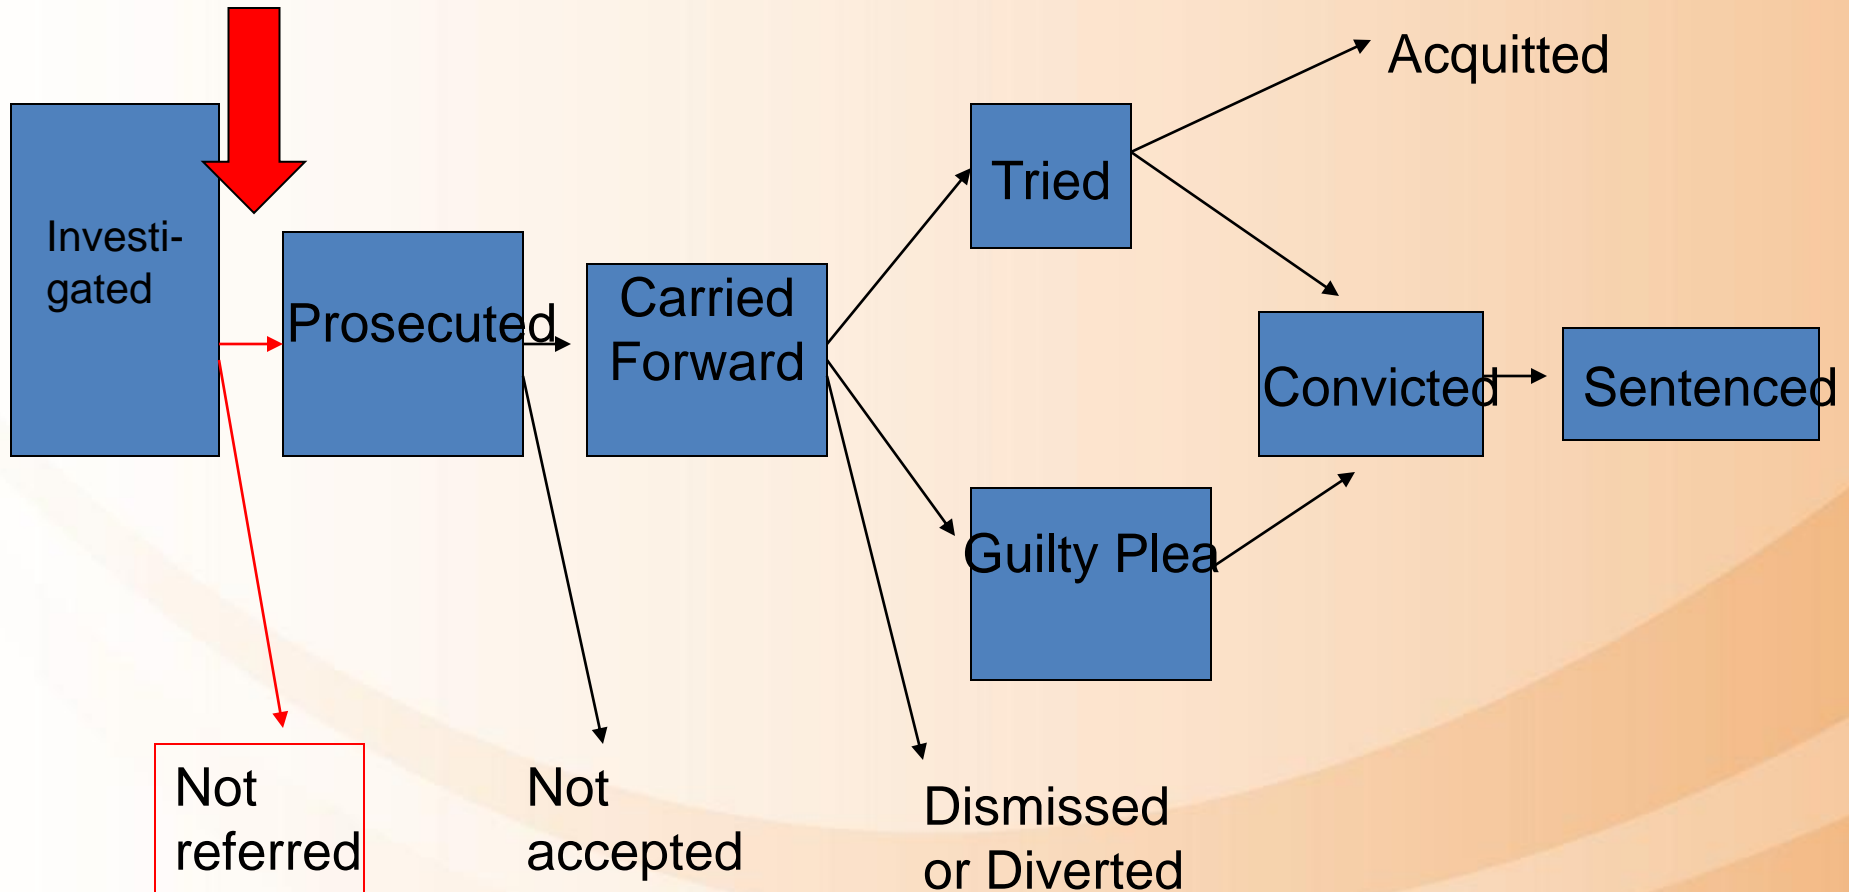 Investi-
gated
Prosecuted
Carried
Forward
Tried
Acquitted
Guilty Plea
Convicted
Sentenced
Not
referred
Not
accepted
Dismissed
or Diverted